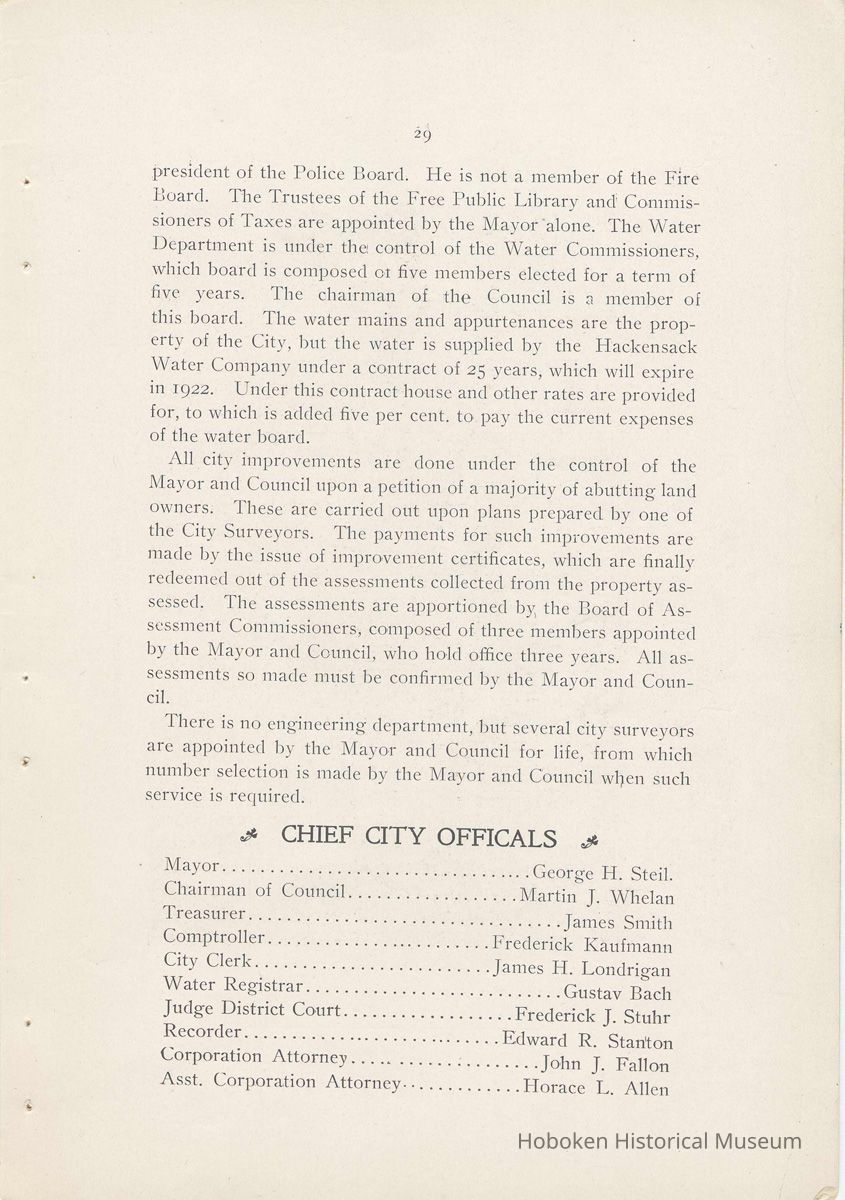 29
president of the Police Board. He is not a member of the Fire
Board. The Trustees of the Free Public Library and Commis-
sioners of Taxes are appointed by the Mayor alone. The Water
Department is under the control of the Water Commissioners,
which board is composed of five members elected for a term of
five years. The chairman of the Council is a member of
this board. The water mains and appurtenances are the prop-
erty of the City, but the water is supplied by the Hackensack
Water Company under a contract of 25 years, which will expire
in 1922. Under this contract house and other rates are provided
for, to which is added five per cent. to pay the current expenses
of the water board.
All city improvements are done under the control of the
Mayor and Council upon a petition of a majority of abutting land
owners. These are carried out upon plans prepared by one of
the City Surveyors. The payments for such improvements are
made by the issue of improvement certificates, which are finally
redeemed out of the assessments collected from the property as-
sessed. The assessments are apportioned by the Board of As-
sessment Commissioners, composed of three members appointed
by the Mayor and Council, who hold office three years. All as-
sessments so made must be confirmed by the Mayor and Coun-
cil.
There is no engineering department, but several city surveyors
are appointed by the Mayor and Council for life, from which
number selection is made by the Mayor and Council when such
service is required.
CHIEF CITY OFFICALS
Mayor.................................George H. Steil.
Chairman of Council.................Martin J. Whelan
Treasurer...............................James Smith
Comptroller.......................Frederick Kaufmann
City Clerk.........................James H. Londrigan
Water Registrar..........................Gustav Bach
Judge District Court.................Frederick J. Stuhr
Recorder..........................Edward R. Stanton
Corporation Attorney...................John J. Fallon
Asst. Corporation Attorney............Horace L. Allen
Hoboken Historical Museum